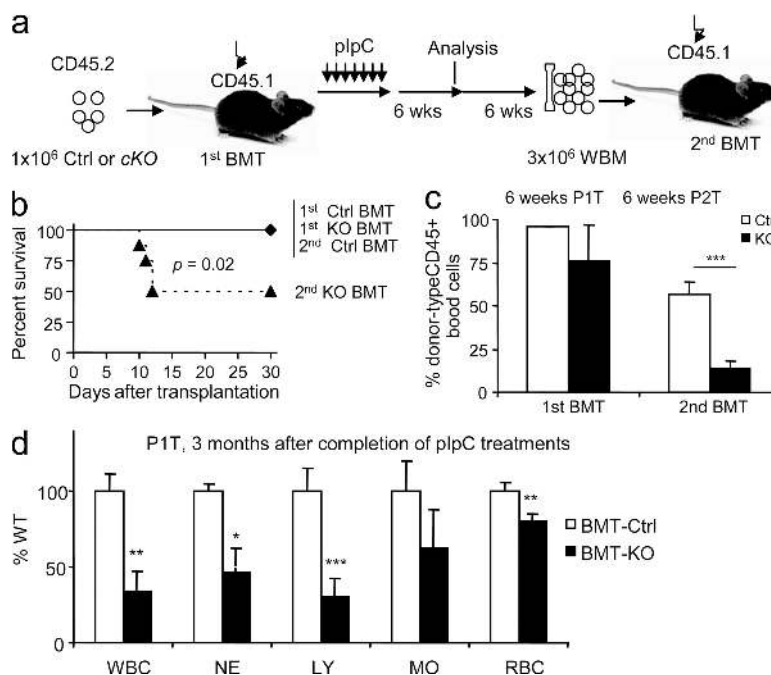 a
CD45.2
CD45.1
pIpC
Analysis
CD45.1
6 wks
6 wks
1x10⁶ Ctrl or cKO
1st BMT
3x10⁶ WBM
2nd BMT
b
Percent survival
100
75
50
25
0
0 5 10 15 20 25 30
Days after transplantation
p = 0.02
1st Ctrl BMT
1st KO BMT
2nd Ctrl BMT
2nd KO BMT
c
6 weeks P1T 6 weeks P2T
% donor-typeCD45+
bood cells
100
75
50
25
0
***
Ct
KO
1st BMT 2nd BMT
d
P1T, 3 months after completion of pIpC treatments
% WT
100
50
0
** * *** **
BMT-Ctrl
BMT-KO
WBC NE LY MO RBC